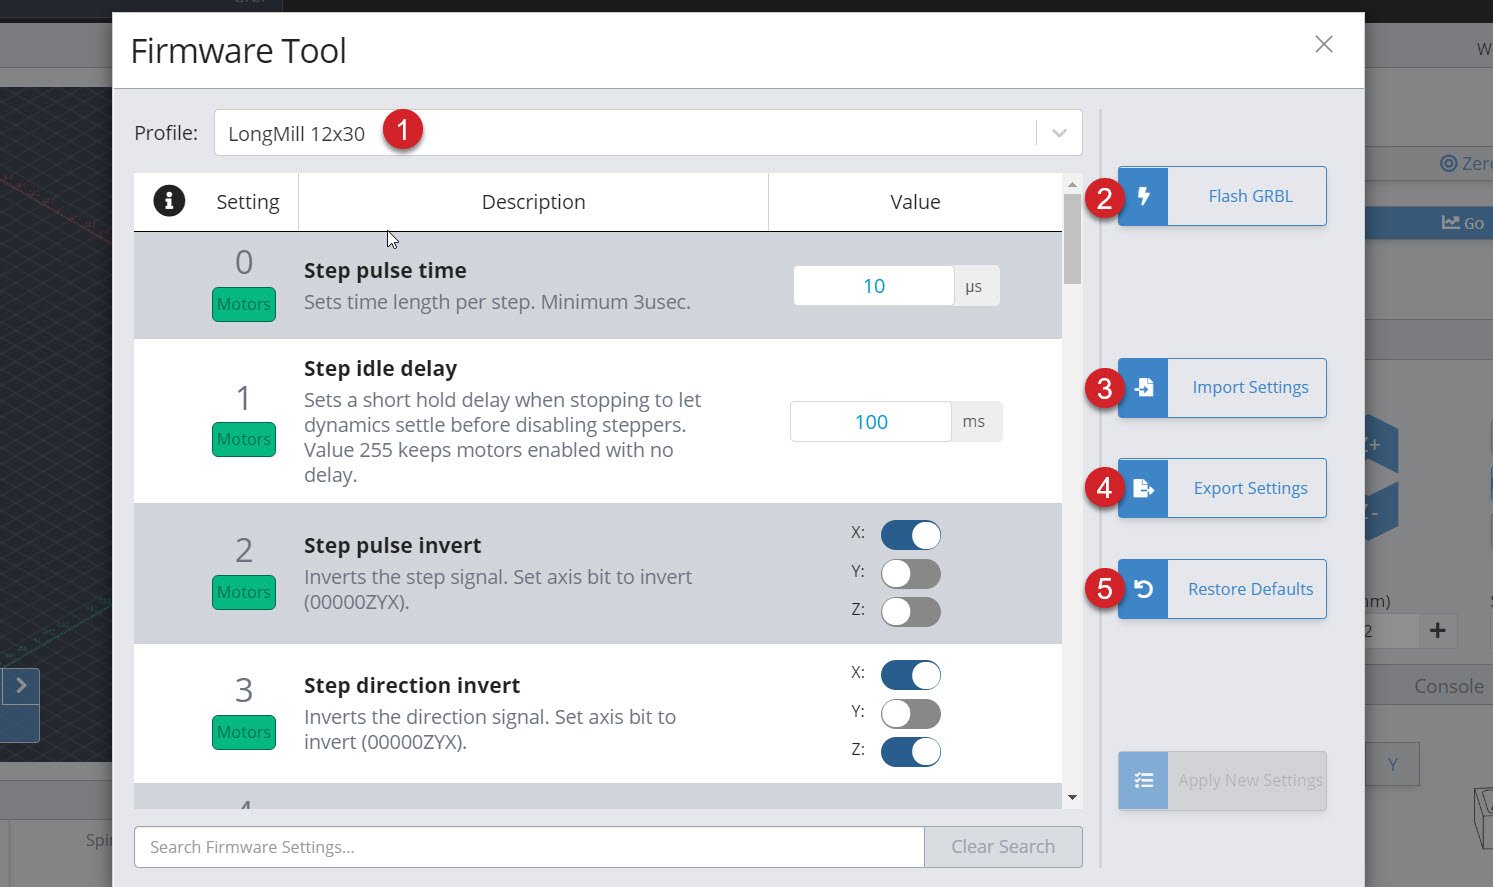 Firmware Tool
Profile:
LongMill 12x30
1
Setting
Description
Value
0
Motors
Step pulse time
Sets time length per step. Minimum 3usec.
10
µs
1
Motors
Step idle delay
Sets a short hold delay when stopping to let
dynamics settle before disabling steppers.
Value 255 keeps motors enabled with no
delay.
100
ms
2
Motors
Step pulse invert
Inverts the step signal. Set axis bit to invert
(00000ZYX).
X:
Y:
Z:
3
Motors
Step direction invert
Inverts the direction signal. Set axis bit to
invert (00000ZYX).
X:
Y:
Z:
Search Firmware Settings...
Clear Search
2
Flash GRBL
3
Import Settings
4
Export Settings
5
Restore Defaults
Apply New Settings
Go
Z-
2
Console
Y